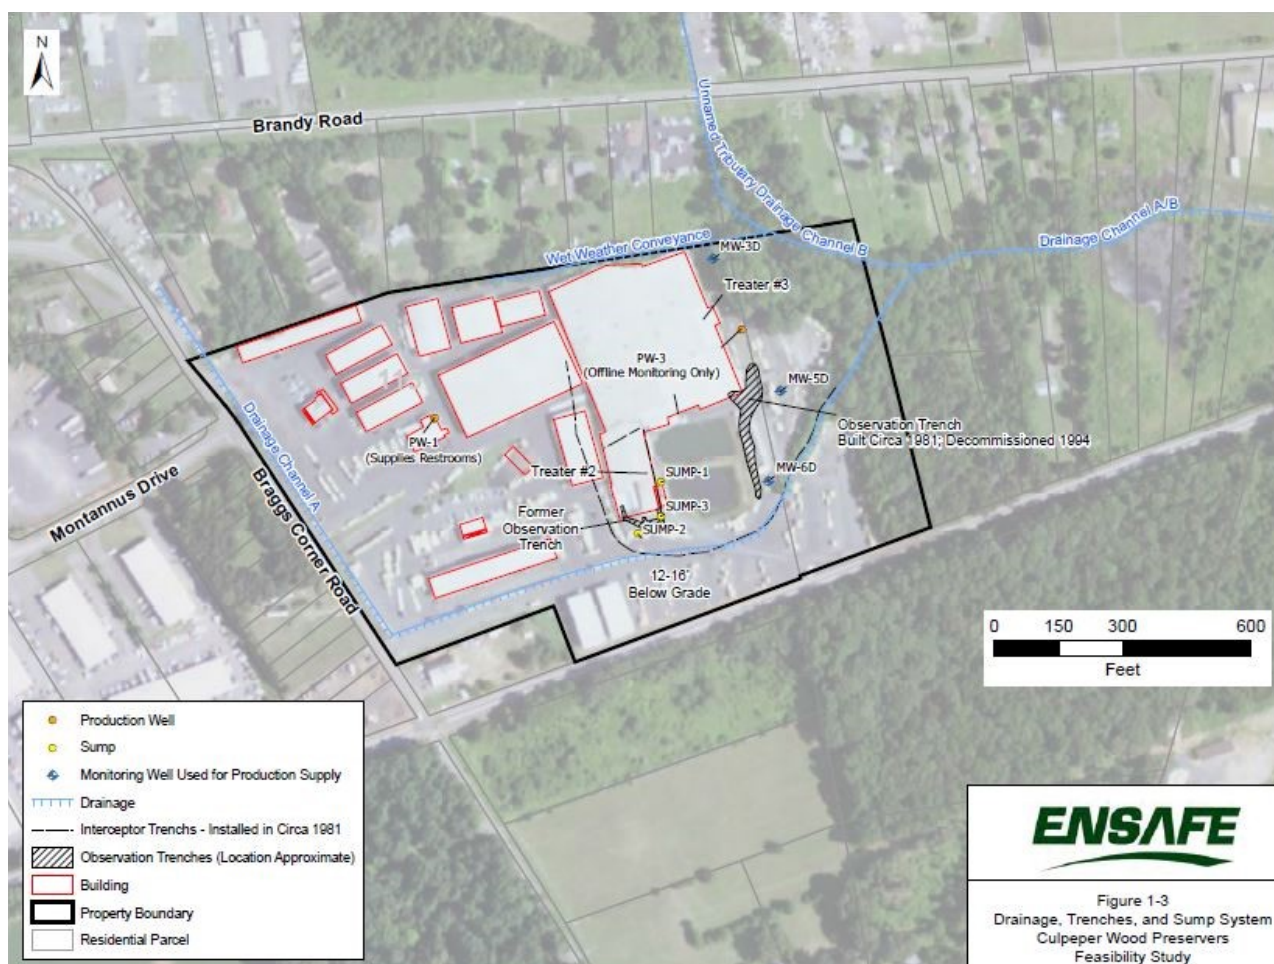 N
Brandy Road
Unnamed Tributary Drainage Channel B
Drainage Channel A/B
Wet Weather Conveyance
MW-3D
Treater #3
PW-3
(Offline Monitoring Only)
MW-5D
Observation Trench
Built Circa 1981; Decommissioned 1994
PW-1
(Supplies Restrooms)
Drainage Channel A
Treater #2
SUMP-1
MW-6D
Montannus Drive
Braggs Corner Road
Former
Observation
Trench
SUMP-3
SUMP-2
12-16'
Below Grade
0 150 300 600
Feet
Production Well
Sump
Monitoring Well Used for Production Supply
Drainage
Interceptor Trenchs - Installed in Circa 1981
Observation Trenches (Location Approximate)
Building
Property Boundary
Residential Parcel
ENSAFE
Figure 1-3
Drainage, Trenches, and Sump System
Culpeper Wood Preservers
Feasibility Study